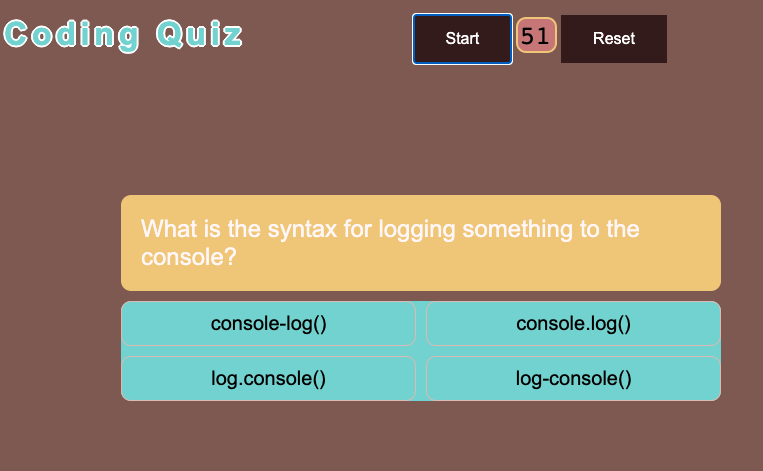 Coding Quiz
Start
51
Reset
What is the syntax for logging something to the
console?
console-log()
console.log()
log.console()
log-console()